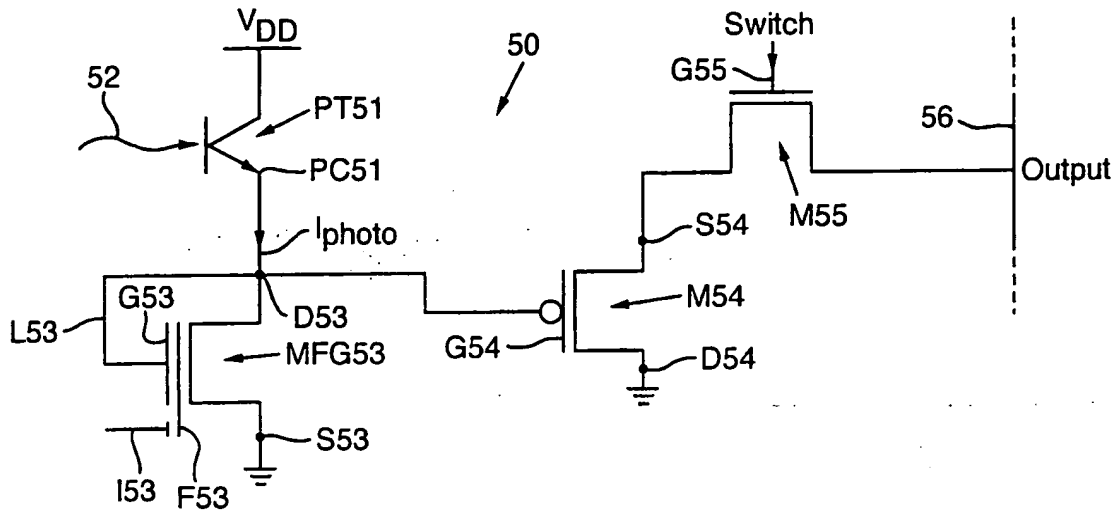 V_DD
Switch
50
G55
52
PT51
56
PC51
Output
M55
I_photo
S54
G53
D53
M54
L53
MFG53
G54
D54
S53
I53
F53